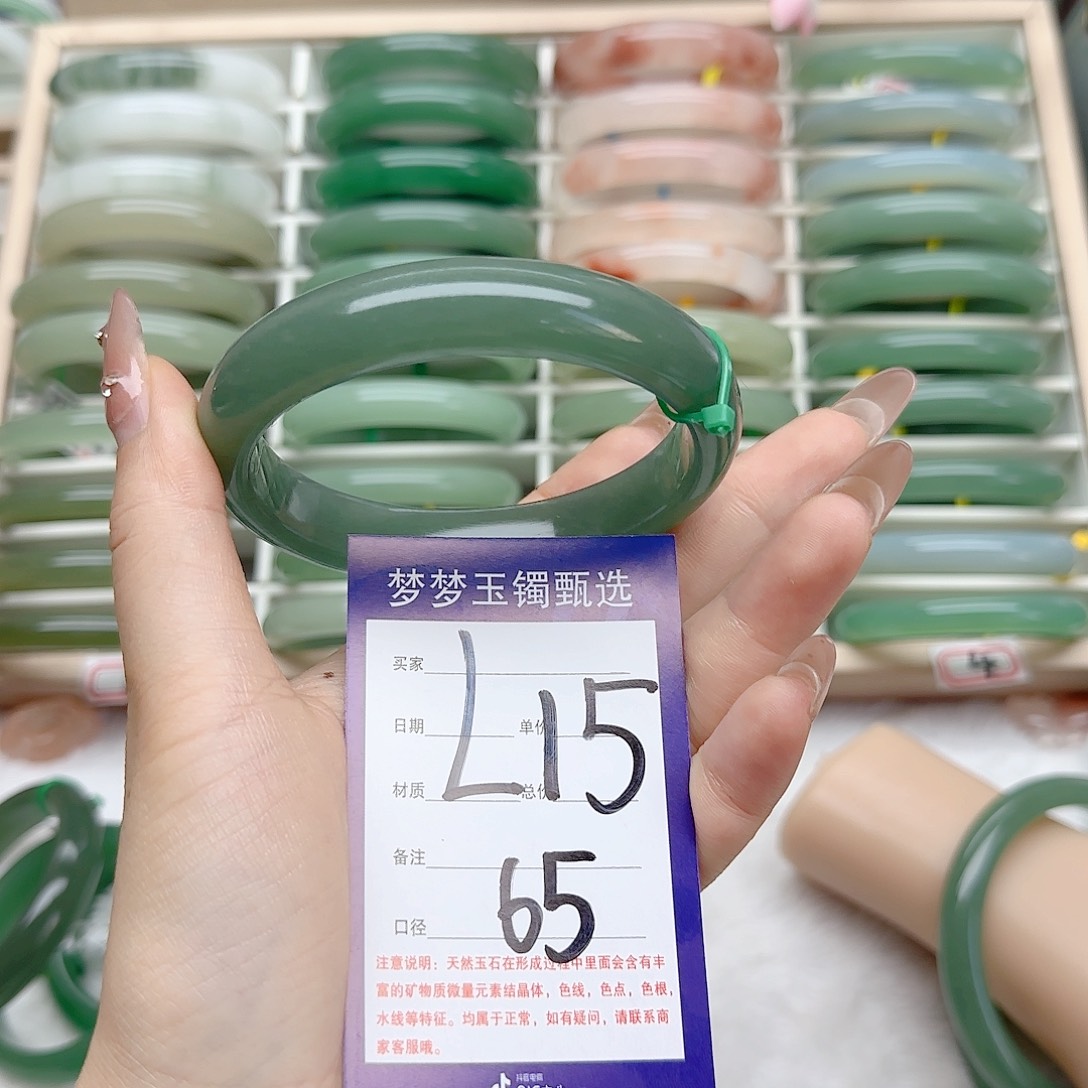 梦梦玉镯甄选
买家
L15
日期 单价
材质 总价
备注
65
口径
注意说明：天然玉石在形成过程中里面会含有丰
富的矿物质微量元素结晶体，色线，色点，色根，
水线等特征。均属于正常，如有疑问，请联系商
家客服哦。
抖音电商